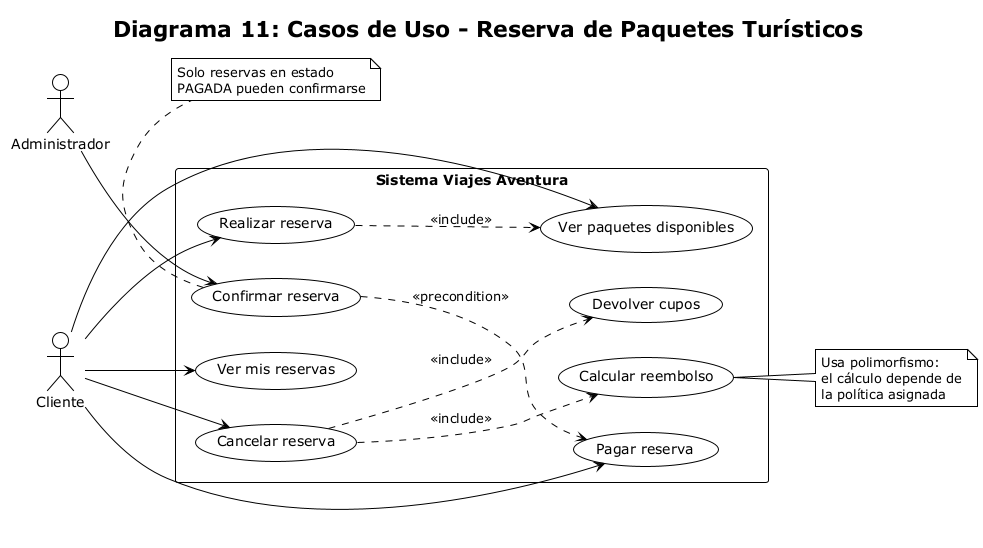 Diagrama 11: Casos de Uso - Reserva de Paquetes Turísticos
Solo reservas en estado
PAGADA pueden confirmarse
Administrador
Sistema Viajes Aventura
Realizar reserva
«include»
Ver paquetes disponibles
Confirmar reserva
«precondition»
Devolver cupos
Cliente
Ver mis reservas
«include»
Calcular reembolso
Usa polimorfismo:
el cálculo depende de
la política asignada
Cancelar reserva
«include»
Pagar reserva